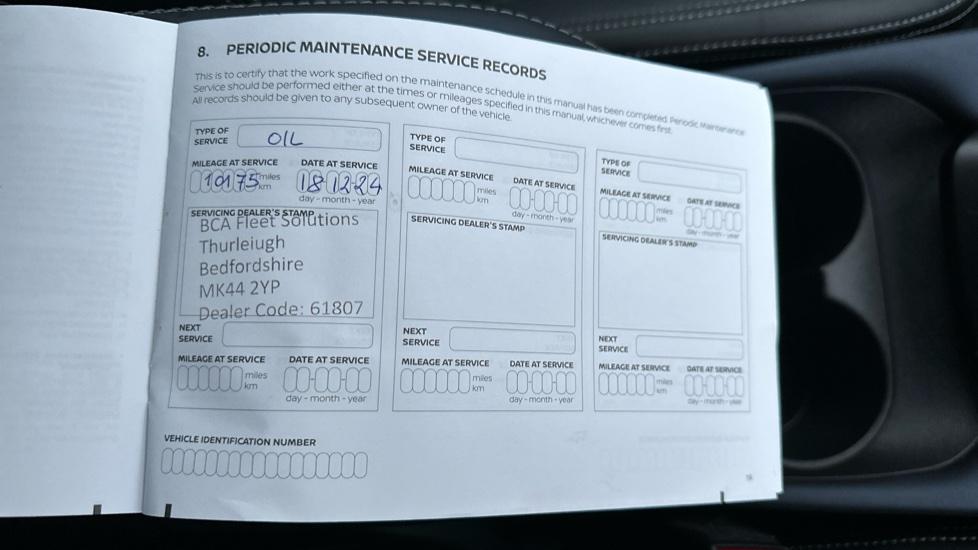 8. PERIODIC MAINTENANCE SERVICE RECORDS
This is to certify that the work specified on the maintenance schedule in this manual has been completed. Periodic Maintenance
Service should be performed either at the times or mileages specified in this manual, whichever comes first.
All records should be given to any subsequent owner of the vehicle.
TYPE OF
SERVICE
OIL
MILEAGE AT SERVICE
DATE AT SERVICE
10175
miles
km
18-12-24
day - month - year
SERVICING DEALER'S STAMP
BCA Fleet Solutions
Thurleiugh
Bedfordshire
MK44 2YP
Dealer Code: 61807
NEXT
SERVICE
MILEAGE AT SERVICE
DATE AT SERVICE
miles
km
day - month - year
TYPE OF
SERVICE
MILEAGE AT SERVICE
DATE AT SERVICE
miles
km
day - month - year
SERVICING DEALER'S STAMP
NEXT
SERVICE
MILEAGE AT SERVICE
DATE AT SERVICE
miles
km
day - month - year
TYPE OF
SERVICE
MILEAGE AT SERVICE
DATE AT SERVICE
miles
km
day - month - year
SERVICING DEALER'S STAMP
NEXT
SERVICE
MILEAGE AT SERVICE
DATE AT SERVICE
miles
km
day - month - year
VEHICLE IDENTIFICATION NUMBER